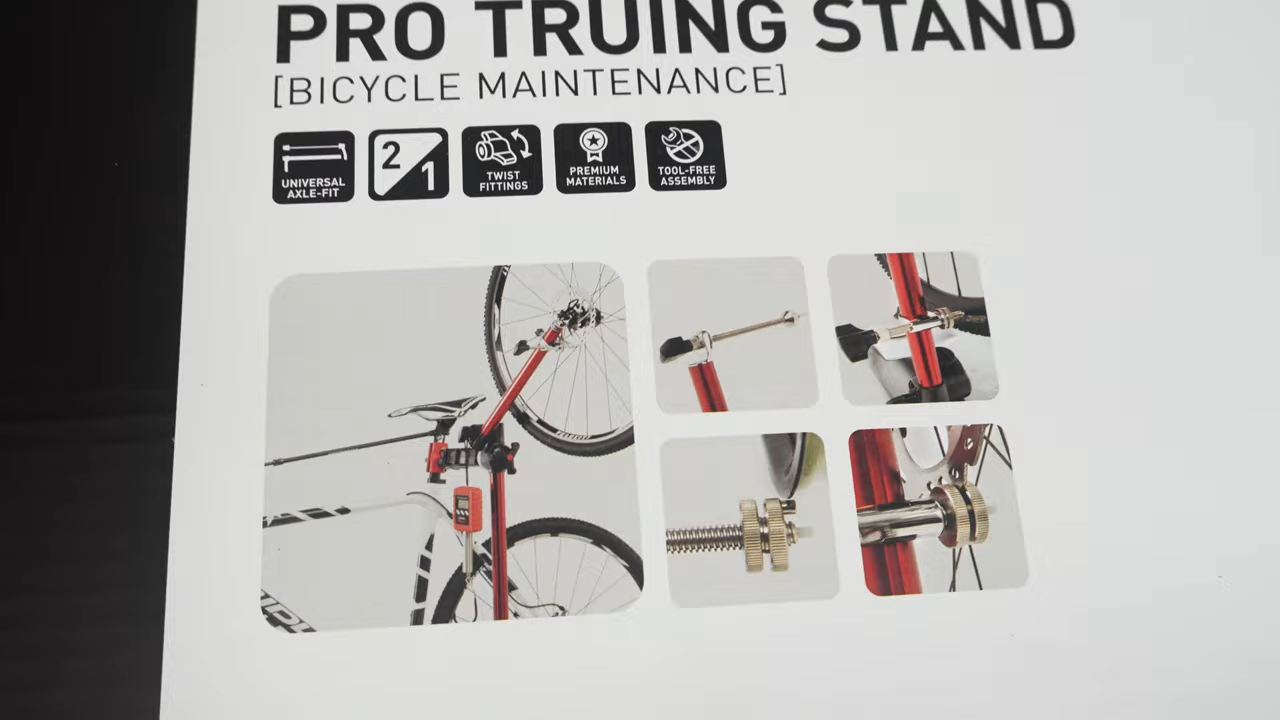 PRO TRUING STAND
[BICYCLE MAINTENANCE]
UNIVERSAL
AXLE-FIT
2
1
TWIST
FITTINGS
PREMIUM
MATERIALS
TOOL-FREE
ASSEMBLY